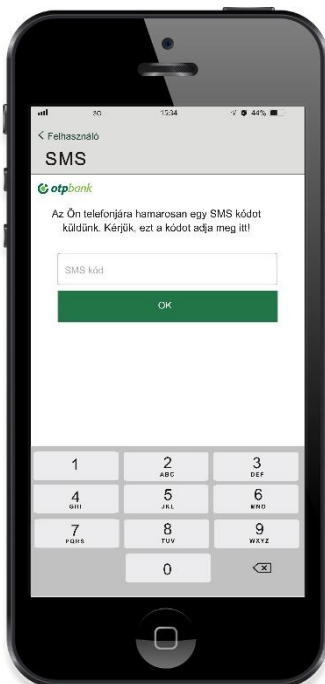 3G 15:34 44%
< Felhasználó
SMS
otpbank
Az Ön telefonjára hamarosan egy SMS kódot
küldünk. Kérjük, ezt a kódot adja meg itt!
SMS kód
OK
1 2 3
ABC DEF
4 5 6
GHI JKL MNO
7 8 9
PQRS TUV WXYZ
0